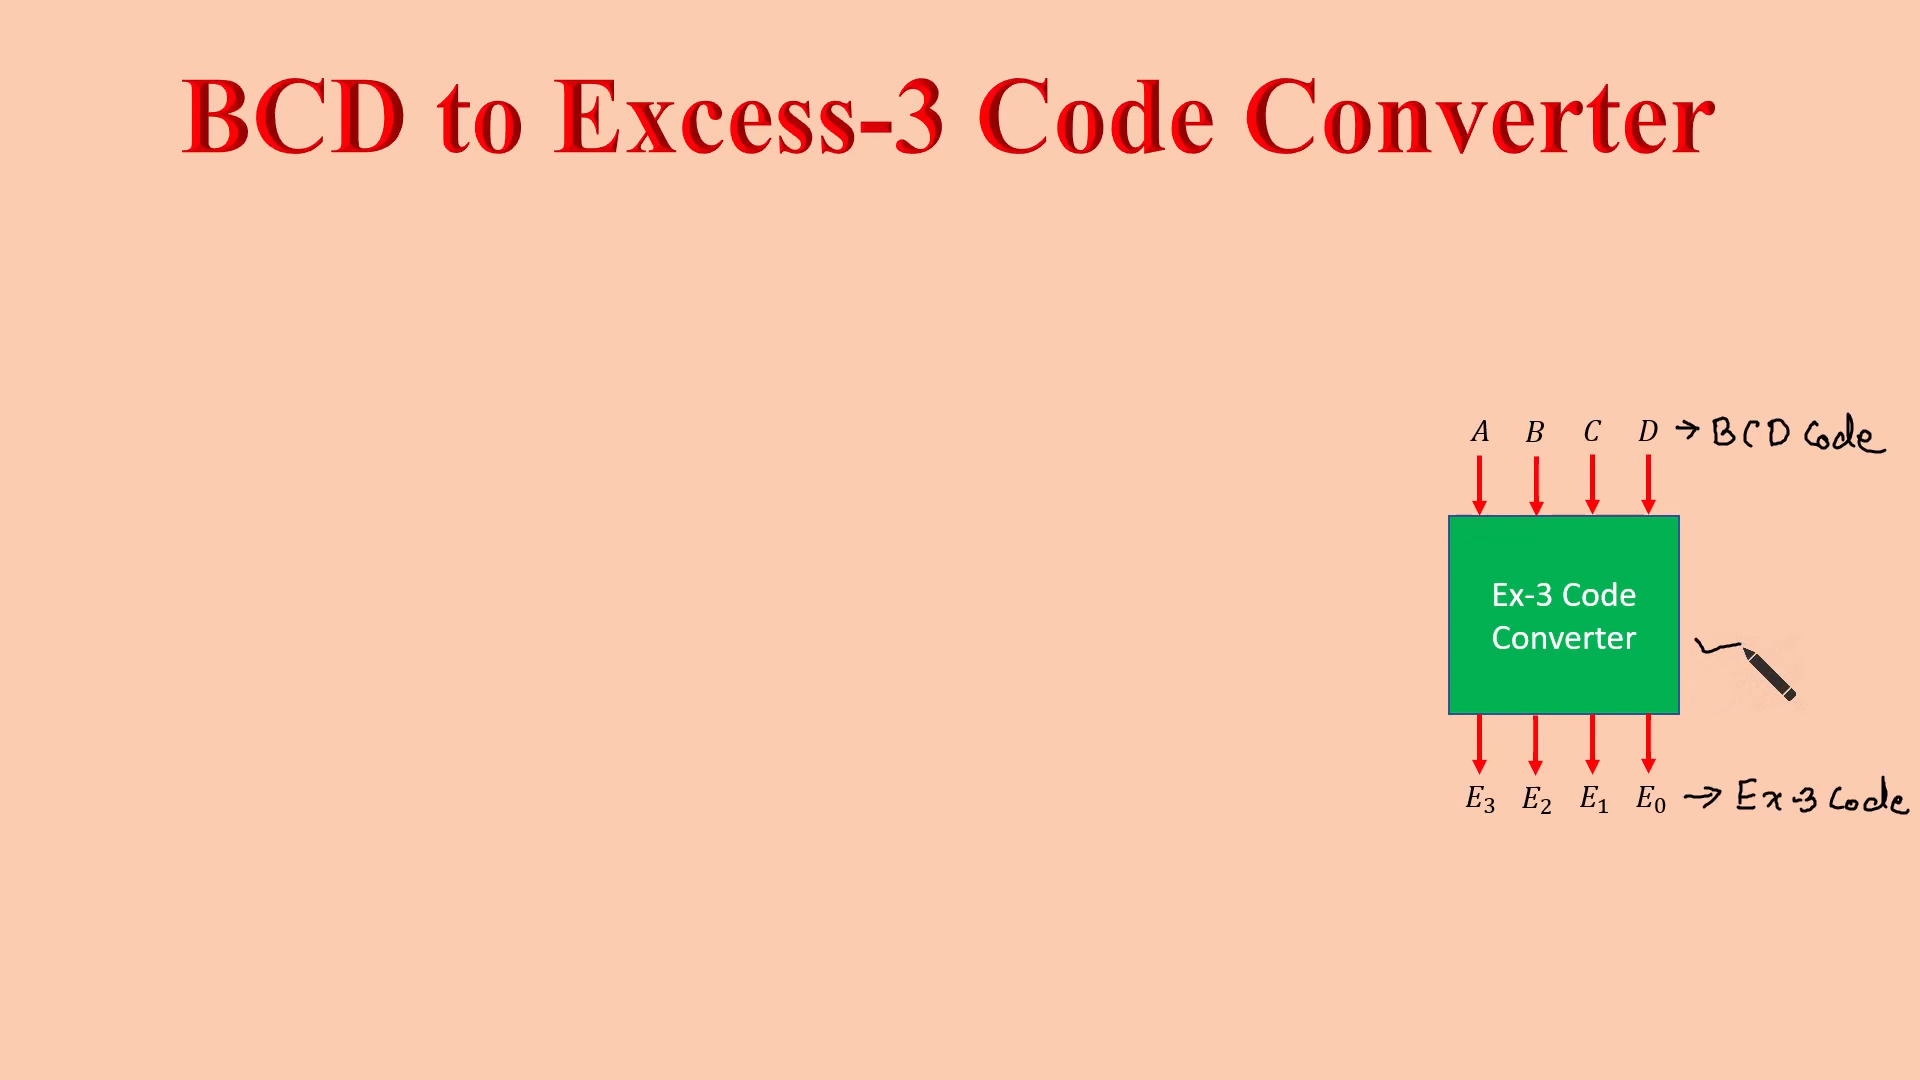 BCD to Excess-3 Code Converter
A B C D → BCD Code
Ex-3 Code
Converter
E₃ E₂ E₁ E₀ → Ex-3 Code